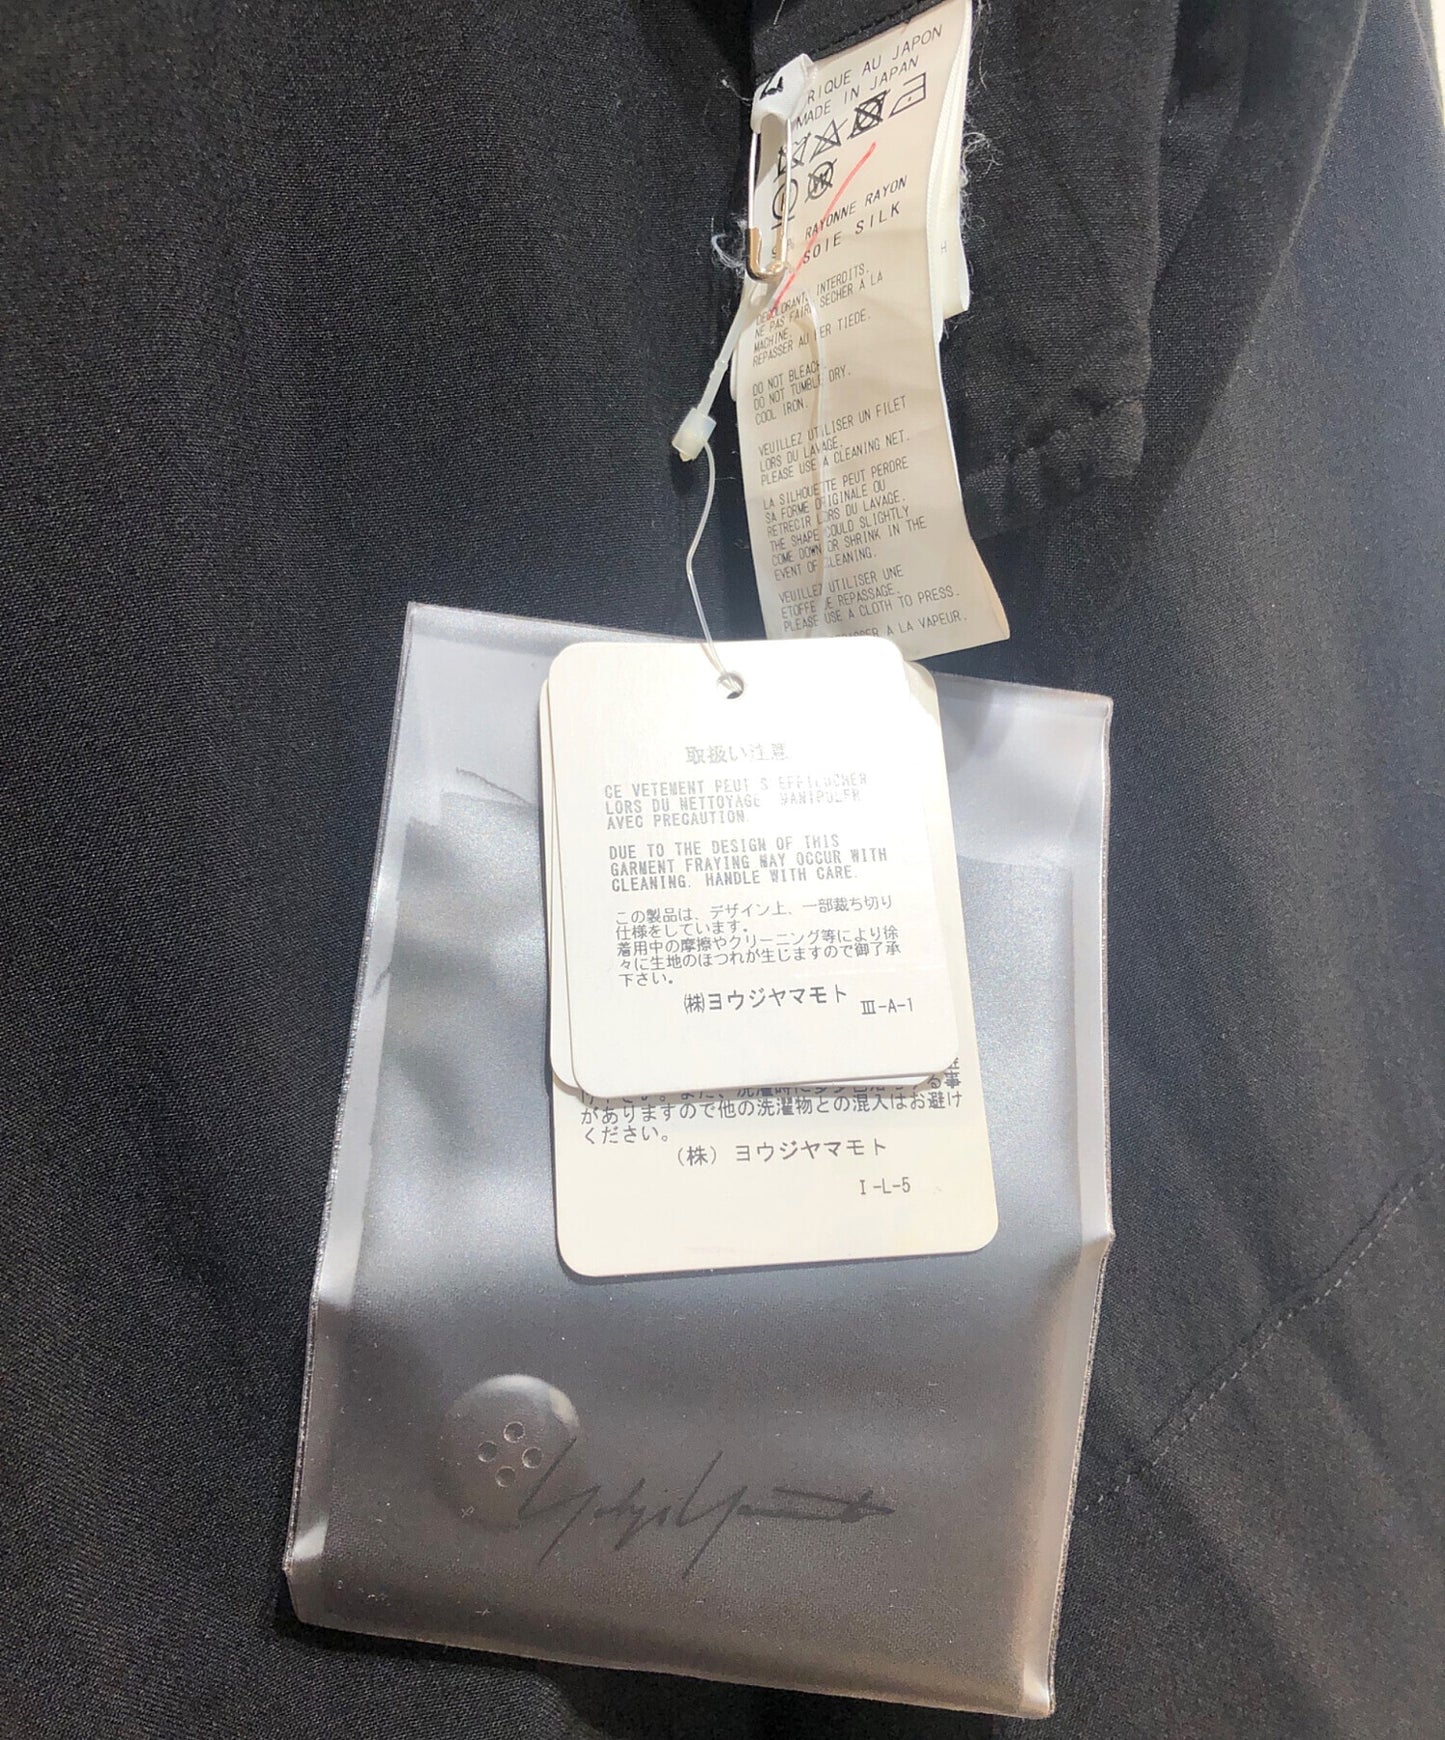 RIQUE AU JAPON
MADE IN JAPAN
RAYONNE RAYON
SOIE SILK
INTERDITS.
NE PAS FAIRE SECHER A LA
MACHINE.
REPASSER AU FER TIEDE.
DO NOT BLEACH.
DO NOT TUMBLE DRY.
COOL IRON.
VEUILLEZ UTILISER UN FILET
LORS DU LAVAGE.
PLEASE USE A CLEANING NET.
LA SILHOUETTE PEUT PERDRE
SA FORME ORIGINALE OU
RETRECIR LORS DU LAVAGE.
THE SHAPE COULD SLIGHTLY
COME DOWN OR SHRINK IN THE
EVENT OF CLEANING.
VEUILLEZ UTILISER UNE
ETOFFE DE REPASSAGE.
PLEASE USE A CLOTH TO PRESS.
A LA VAPEUR.
H
取扱い注意
CE VETEMENT PEUT S'EFFILOCHER
LORS DU NETTOYAGE MANIPULER
AVEC PRECAUTION.
DUE TO THE DESIGN OF THIS
GARMENT FRAYING MAY OCCUR WITH
CLEANING. HANDLE WITH CARE.
この製品は、デザイン上、一部裁ち切り
仕様をしています。
着用中の摩擦やクリーニング等により徐
々に生地のほつれが生じますので御了承
下さい。
㈱ヨウジヤマモト Ⅲ-A-1
がありますので他の洗濯物との混入はお避け
ください。
（株）ヨウジヤマモト
I-L-5
Yohji Yamamoto